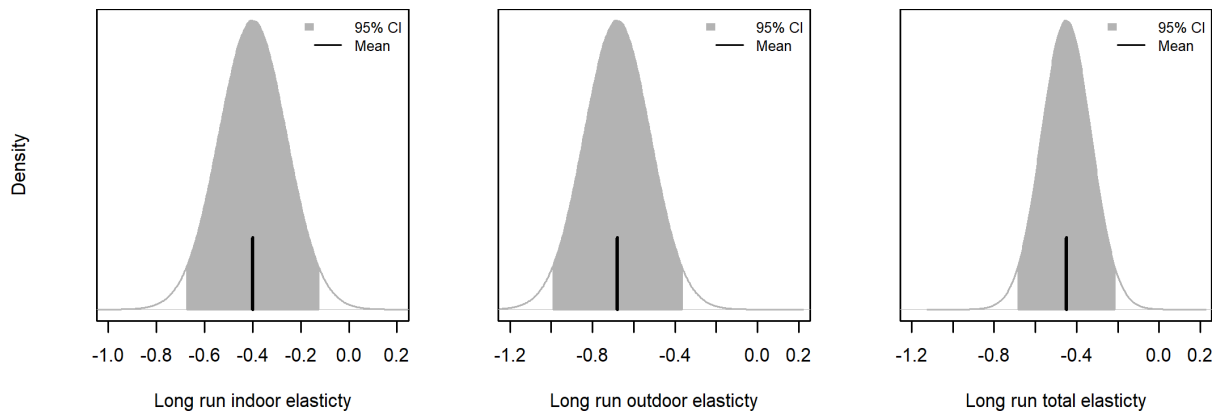 95% CI
Mean
95% CI
Mean
95% CI
Mean
Density
-1.0 -0.8 -0.6 -0.4 -0.2 0.0 0.2
-1.2 -0.8 -0.4 0.0 0.2
-1.2 -0.8 -0.4 0.0 0.2
Long run indoor elasticty
Long run outdoor elasticty
Long run total elasticty